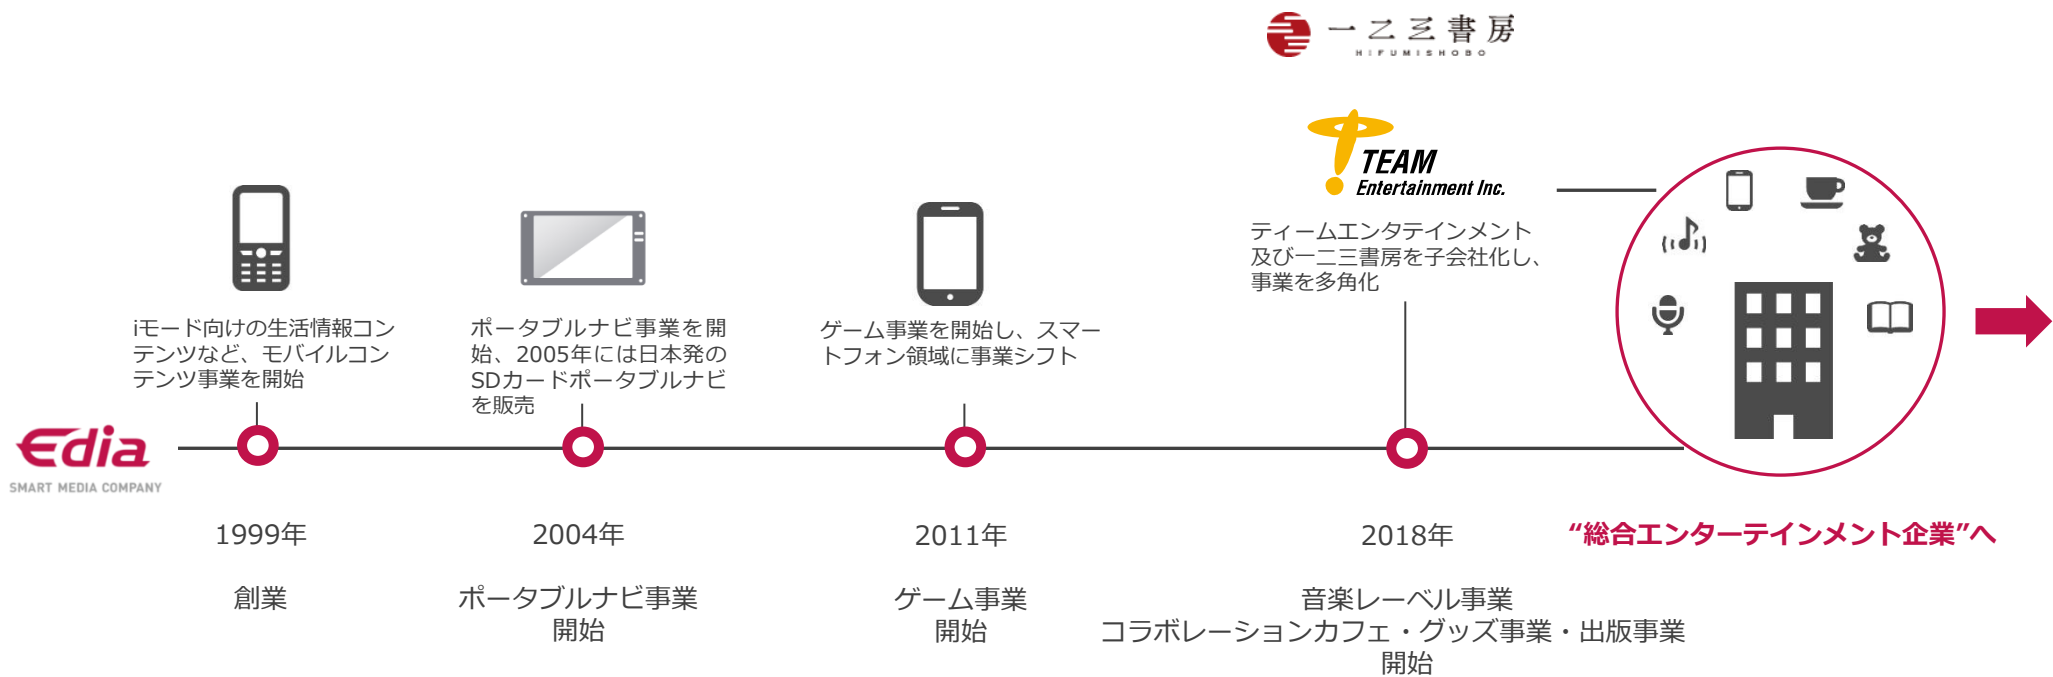 一二三書房
HIFUMISHOBO
TEAM
Entertainment Inc.
iモード向けの生活情報コン
テンツなど、モバイルコン
テンツ事業を開始
ポータブルナビ事業を開
始、2005年には日本発の
SDカードポータブルナビ
を販売
ゲーム事業を開始し、スマー
トフォン領域に事業シフト
ティームエンタテインメント
及び一二三書房を子会社化し、
事業を多角化
Edia
SMART MEDIA COMPANY
1999年
創業
2004年
ポータブルナビ事業
開始
2011年
ゲーム事業
開始
2018年
音楽レーベル事業
コラボレーションカフェ・グッズ事業・出版事業
開始
“総合エンターテインメント企業”へ